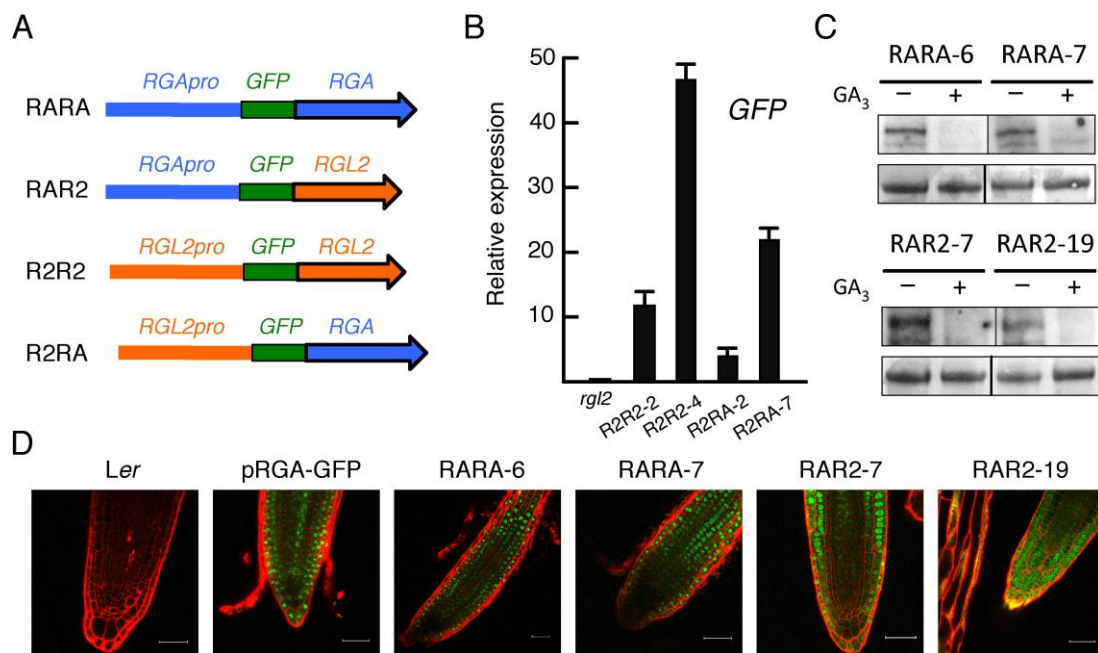 A
RGApro GFP RGA
RARA
RGApro GFP RGL2
RAR2
RGL2pro GFP RGL2
R2R2
RGL2pro GFP RGA
R2RA
B
GFP
Relative expression
50
40
30
20
10
rgl2 R2R2-2 R2R2-4 R2RA-2 R2RA-7
C
RARA-6 RARA-7
GA3 − + − +
RAR2-7 RAR2-19
GA3 − + − +
D
Ler pRGA-GFP RARA-6 RARA-7 RAR2-7 RAR2-19